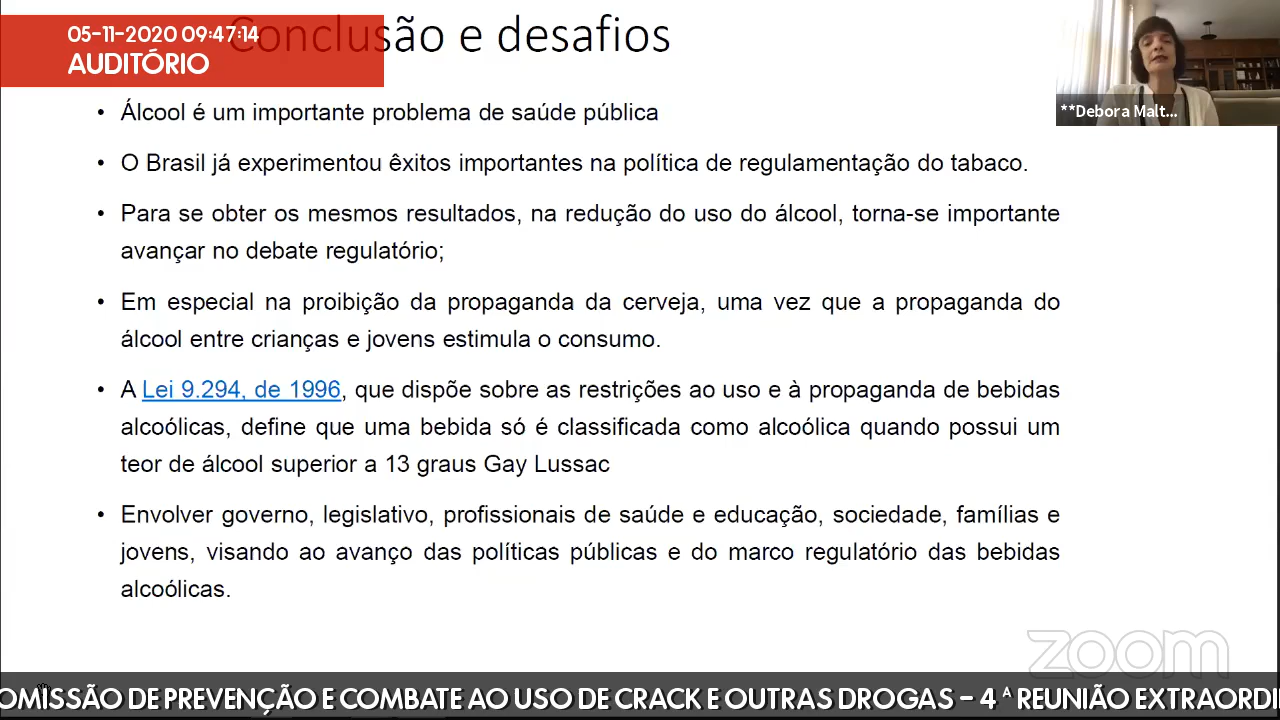 05-11-2020 09:47:14
AUDITÓRIO
Conclusão e desafios
**Debora Malt...
• Álcool é um importante problema de saúde pública
• O Brasil já experimentou êxitos importantes na política de regulamentação do tabaco.
• Para se obter os mesmos resultados, na redução do uso do álcool, torna-se importante
avançar no debate regulatório;
• Em especial na proibição da propaganda da cerveja, uma vez que a propaganda do
álcool entre crianças e jovens estimula o consumo.
• A Lei 9.294, de 1996, que dispõe sobre as restrições ao uso e à propaganda de bebidas
alcoólicas, define que uma bebida só é classificada como alcoólica quando possui um
teor de álcool superior a 13 graus Gay Lussac
• Envolver governo, legislativo, profissionais de saúde e educação, sociedade, famílias e
jovens, visando ao avanço das políticas públicas e do marco regulatório das bebidas
alcoólicas.
zoom
OMISSÃO DE PREVENÇÃO E COMBATE AO USO DE CRACK E OUTRAS DROGAS – 4 ª REUNIÃO EXTRAORDI